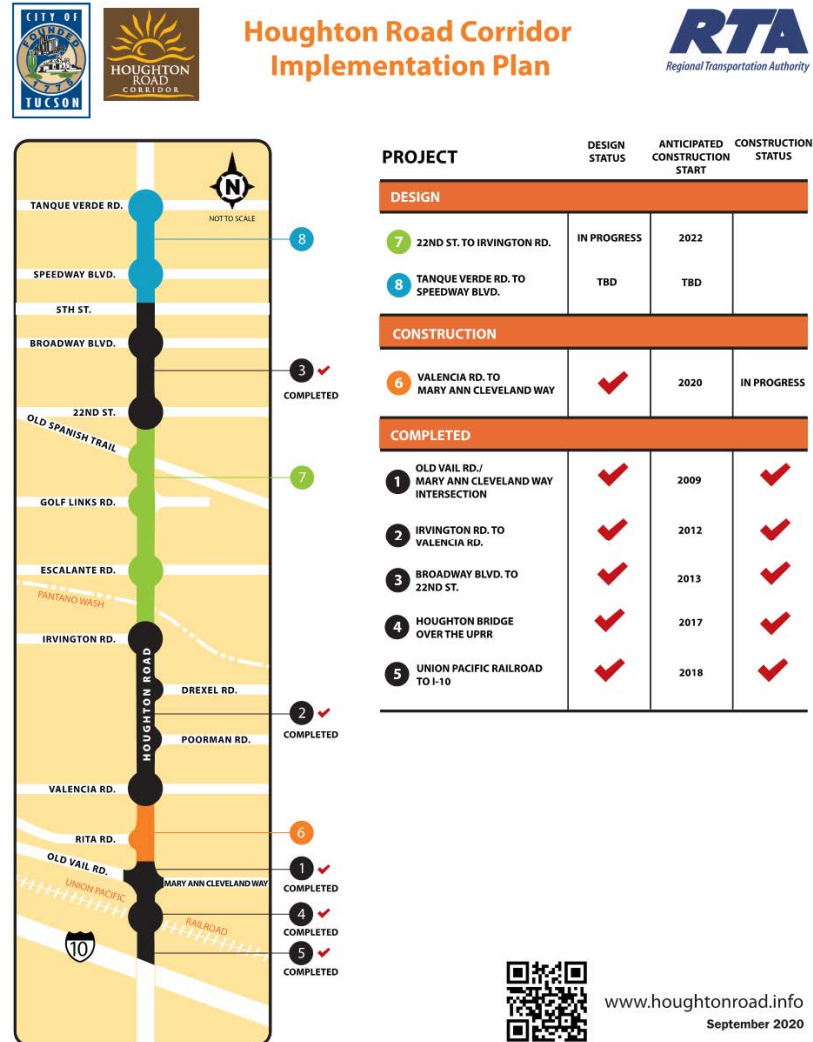 CITY OF
FOUNDED
1775
TUCSON
HOUGHTON
ROAD
CORRIDOR
Houghton Road Corridor
Implementation Plan
RTA
Regional Transportation Authority
N
NOT TO SCALE
TANQUE VERDE RD.
8
SPEEDWAY BLVD.
5TH ST.
BROADWAY BLVD.
3
COMPLETED
22ND ST.
OLD SPANISH TRAIL
7
GOLF LINKS RD.
ESCALANTE RD.
PANTANO WASH
IRVINGTON RD.
HOUGHTON ROAD
DREXEL RD.
2
COMPLETED
POORMAN RD.
VALENCIA RD.
6
RITA RD.
OLD VAIL RD.
1
COMPLETED
MARY ANN CLEVELAND WAY
UNION PACIFIC
RAILROAD
4
COMPLETED
10
5
COMPLETED
PROJECT
DESIGN
STATUS
ANTICIPATED
CONSTRUCTION
START
CONSTRUCTION
STATUS
DESIGN
7 22ND ST. TO IRVINGTON RD. IN PROGRESS 2022
8 TANQUE VERDE RD. TO
SPEEDWAY BLVD. TBD TBD
CONSTRUCTION
6 VALENCIA RD. TO
MARY ANN CLEVELAND WAY 2020 IN PROGRESS
COMPLETED
1 OLD VAIL RD./
MARY ANN CLEVELAND WAY
INTERSECTION 2009
2 IRVINGTON RD. TO
VALENCIA RD. 2012
3 BROADWAY BLVD. TO
22ND ST. 2013
4 HOUGHTON BRIDGE
OVER THE UPRR 2017
5 UNION PACIFIC RAILROAD
TO I-10 2018
www.houghtonroad.info
September 2020